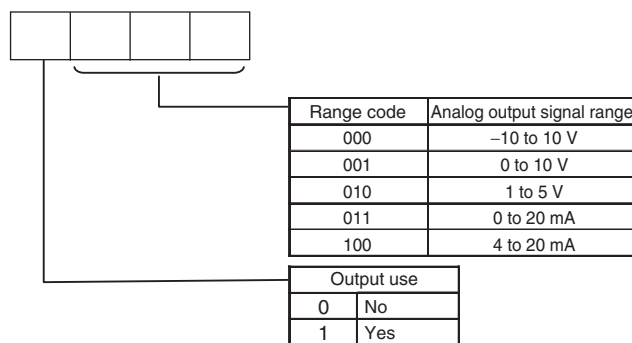 Range code Analog output signal range
000 –10 to 10 V
001 0 to 10 V
010 1 to 5 V
011 0 to 20 mA
100 4 to 20 mA
Output use
0 No
1 Yes